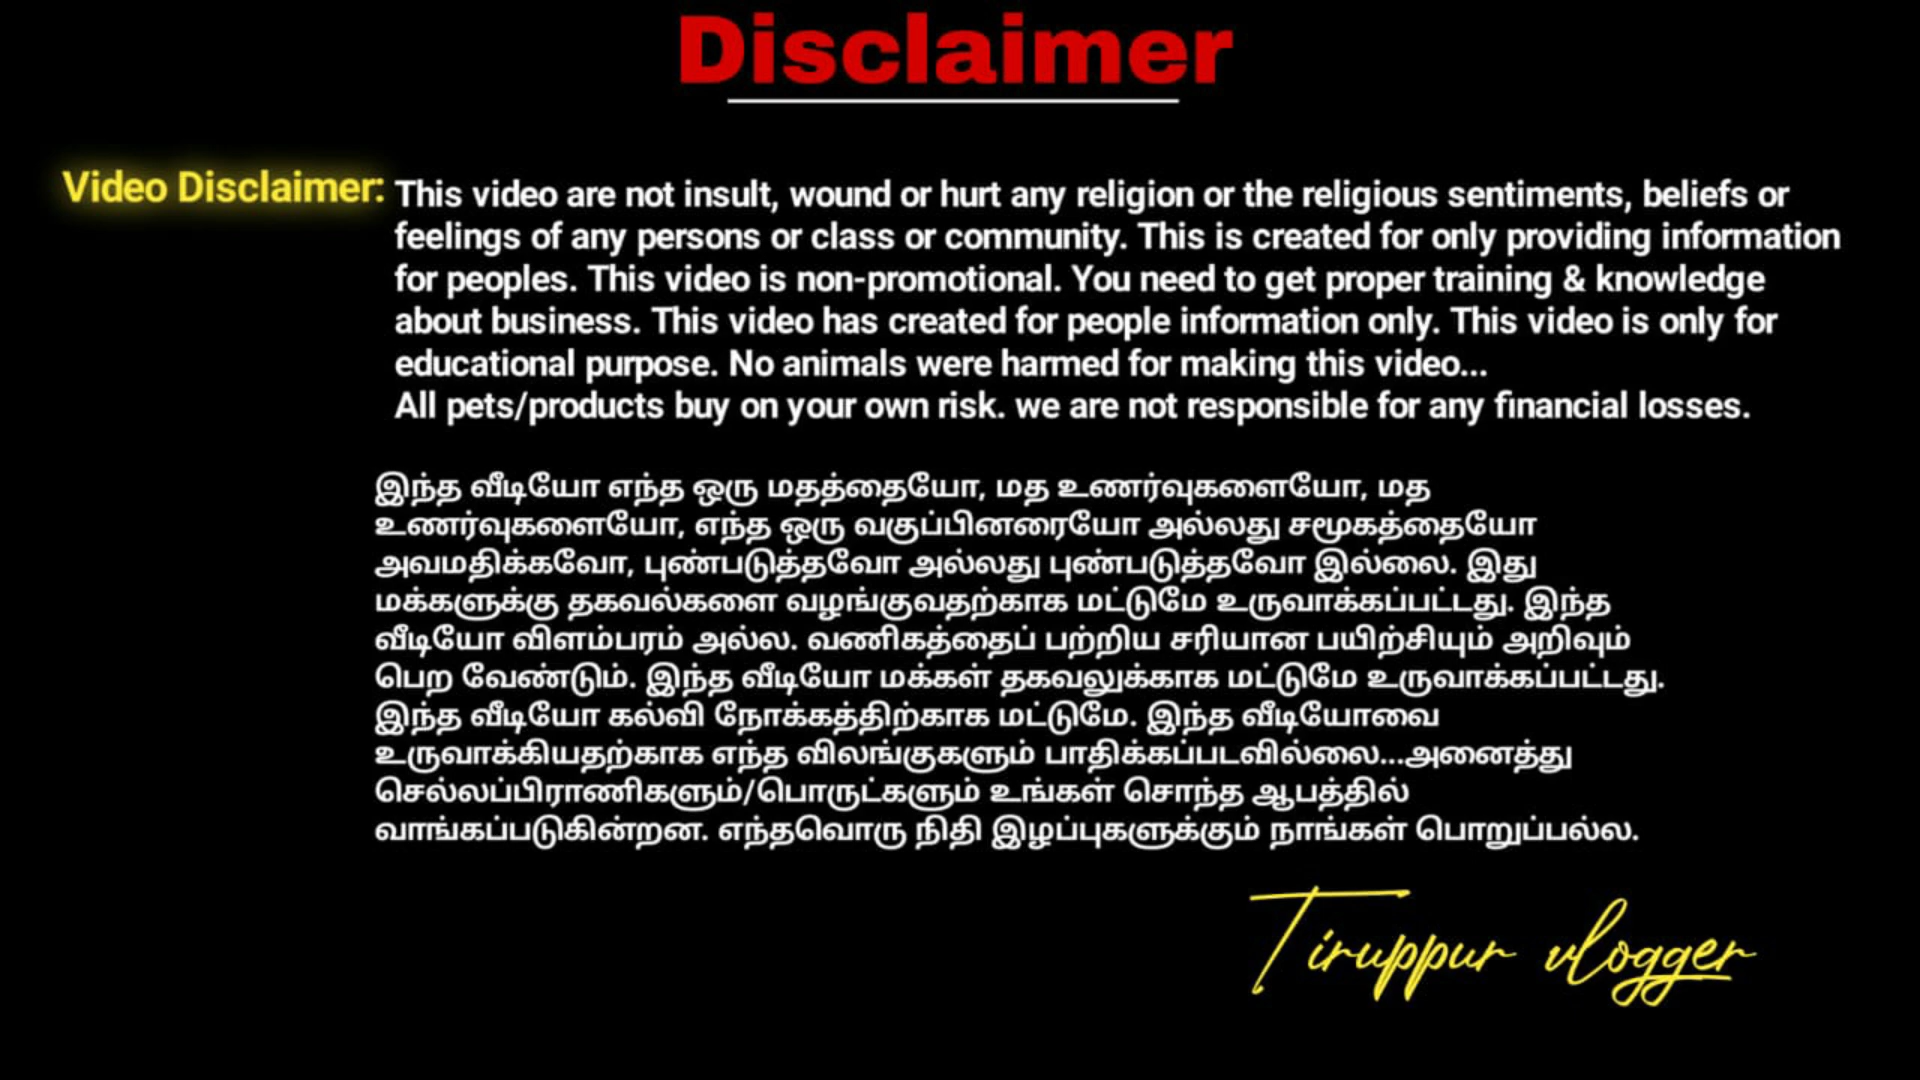 Disclaimer
Video Disclaimer: This video are not insult, wound or hurt any religion or the religious sentiments, beliefs or
feelings of any persons or class or community. This is created for only providing information
for peoples. This video is non-promotional. You need to get proper training & knowledge
about business. This video has created for people information only. This video is only for
educational purpose. No animals were harmed for making this video...
All pets/products buy on your own risk. we are not responsible for any financial losses.
இந்த வீடியோ எந்த ஒரு மதத்தையோ, மத உணர்வுகளையோ, மத
உணர்வுகளையோ, எந்த ஒரு வகுப்பினரையோ அல்லது சமூகத்தையோ
அவமதிக்கவோ, புண்படுத்தவோ அல்லது புண்படுத்தவோ இல்லை. இது
மக்களுக்கு தகவல்களை வழங்குவதற்காக மட்டுமே உருவாக்கப்பட்டது. இந்த
வீடியோ விளம்பரம் அல்ல. வணிகத்தைப் பற்றிய சரியான பயிற்சியும் அறிவும்
பெற வேண்டும். இந்த வீடியோ மக்கள் தகவலுக்காக மட்டுமே உருவாக்கப்பட்டது.
இந்த வீடியோ கல்வி நோக்கத்திற்காக மட்டுமே. இந்த வீடியோவை
உருவாக்கியதற்காக எந்த விலங்குகளும் பாதிக்கப்படவில்லை...அனைத்து
செல்லப்பிராணிகளும்/பொருட்களும் உங்கள் சொந்த ஆபத்தில்
வாங்கப்படுகின்றன. எந்தவொரு நிதி இழப்புகளுக்கும் நாங்கள் பொறுப்பல்ல.
Tiruppur vlogger